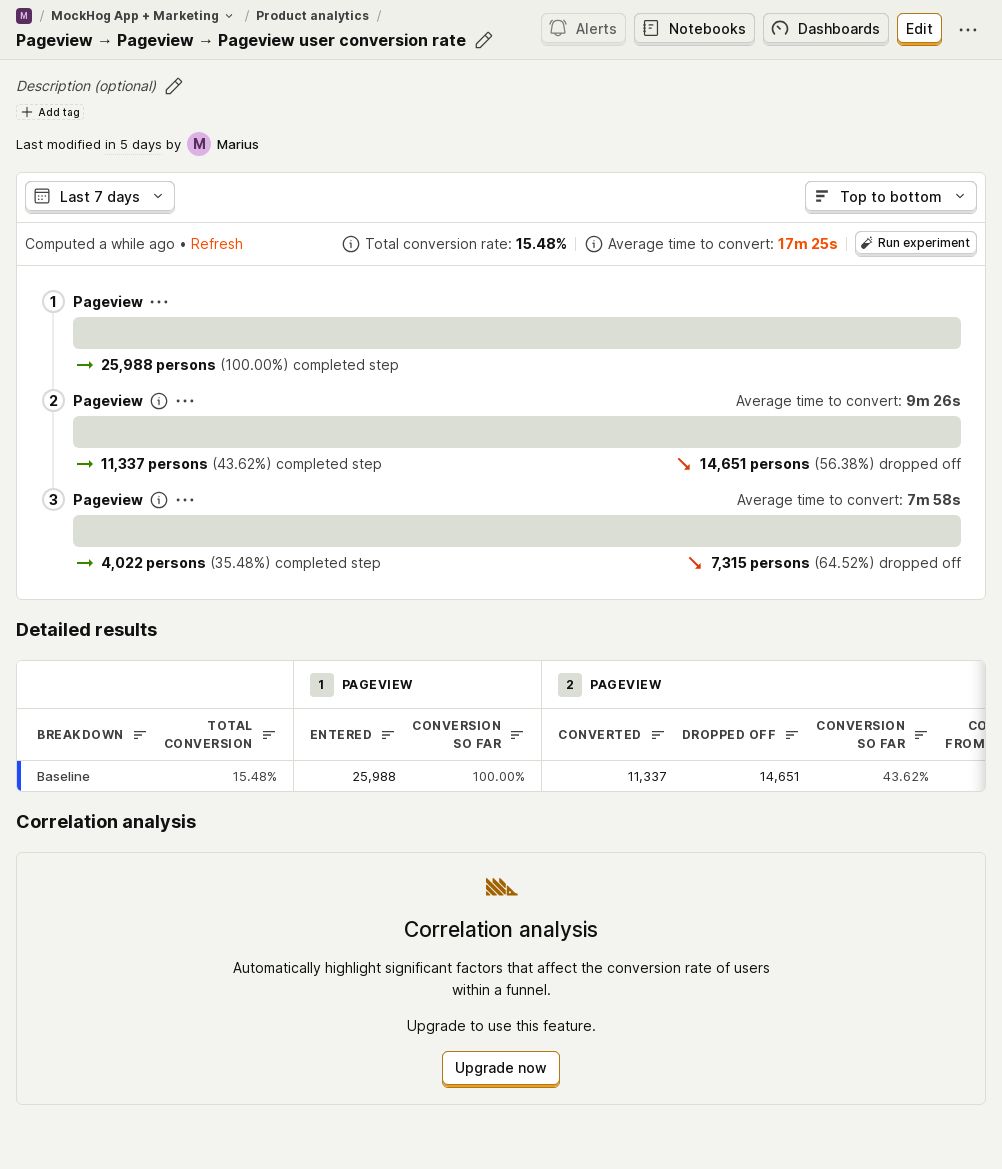 M / MockHog App + Marketing / Product analytics /
Pageview → Pageview → Pageview user conversion rate
Alerts Notebooks Dashboards Edit
Description (optional)
Add tag
Last modified in 5 days by M Marius
Last 7 days Top to bottom
Computed a while ago • Refresh Total conversion rate: 15.48% Average time to convert: 17m 25s Run experiment
1 Pageview
→ 25,988 persons (100.00%) completed step
2 Pageview Average time to convert: 9m 26s
→ 11,337 persons (43.62%) completed step 14,651 persons (56.38%) dropped off
3 Pageview Average time to convert: 7m 58s
→ 4,022 persons (35.48%) completed step 7,315 persons (64.52%) dropped off
Detailed results
1 PAGEVIEW 2 PAGEVIEW
BREAKDOWN TOTAL CONVERSION ENTERED CONVERSION SO FAR CONVERTED DROPPED OFF CONVERSION SO FAR FROM
Baseline 15.48% 25,988 100.00% 11,337 14,651 43.62%
Correlation analysis
Correlation analysis
Automatically highlight significant factors that affect the conversion rate of users
within a funnel.
Upgrade to use this feature.
Upgrade now